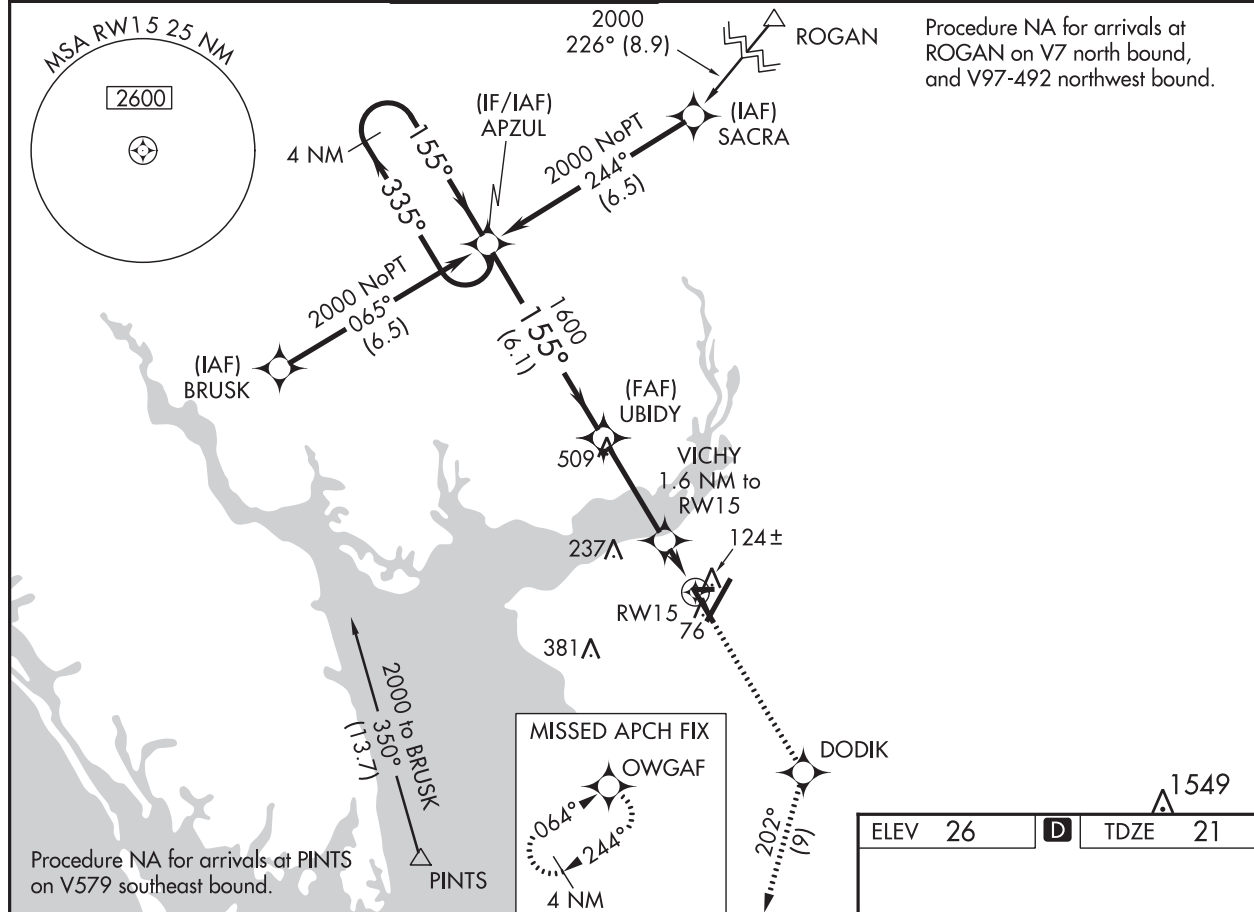 MSA RW15 25 NM
2600
2000
226° (8.9)
ROGAN
Procedure NA for arrivals at
ROGAN on V7 north bound,
and V97-492 northwest bound.
(IF/IAF)
APZUL
(IAF)
SACRA
4 NM
155°
335°
2000 NoPT
244°
(6.5)
2000 NoPT
065°
(6.5)
(IAF)
BRUSK
1600
155°
(6.1)
(FAF)
UBIDY
509
VICHY
1.6 NM to
RW15
237
124±
RW15
76
381
2000 to BRUSK
350°
(13.7)
MISSED APCH FIX
OWGAF
064°
244°
4 NM
DODIK
202°
(9)
1549
ELEV 26 D TDZE 21
Procedure NA for arrivals at PINTS
on V579 southeast bound.
PINTS